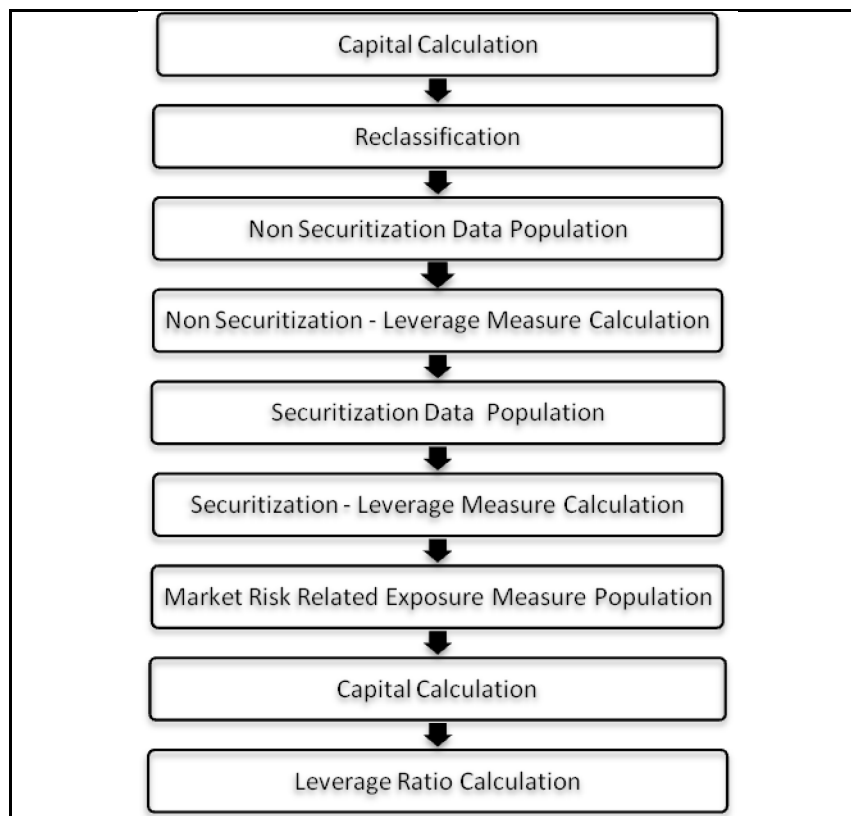 Capital Calculation
Reclassification
Non Securitization Data Population
Non Securitization - Leverage Measure Calculation
Securitization Data Population
Securitization - Leverage Measure Calculation
Market Risk Related Exposure Measure Population
Capital Calculation
Leverage Ratio Calculation